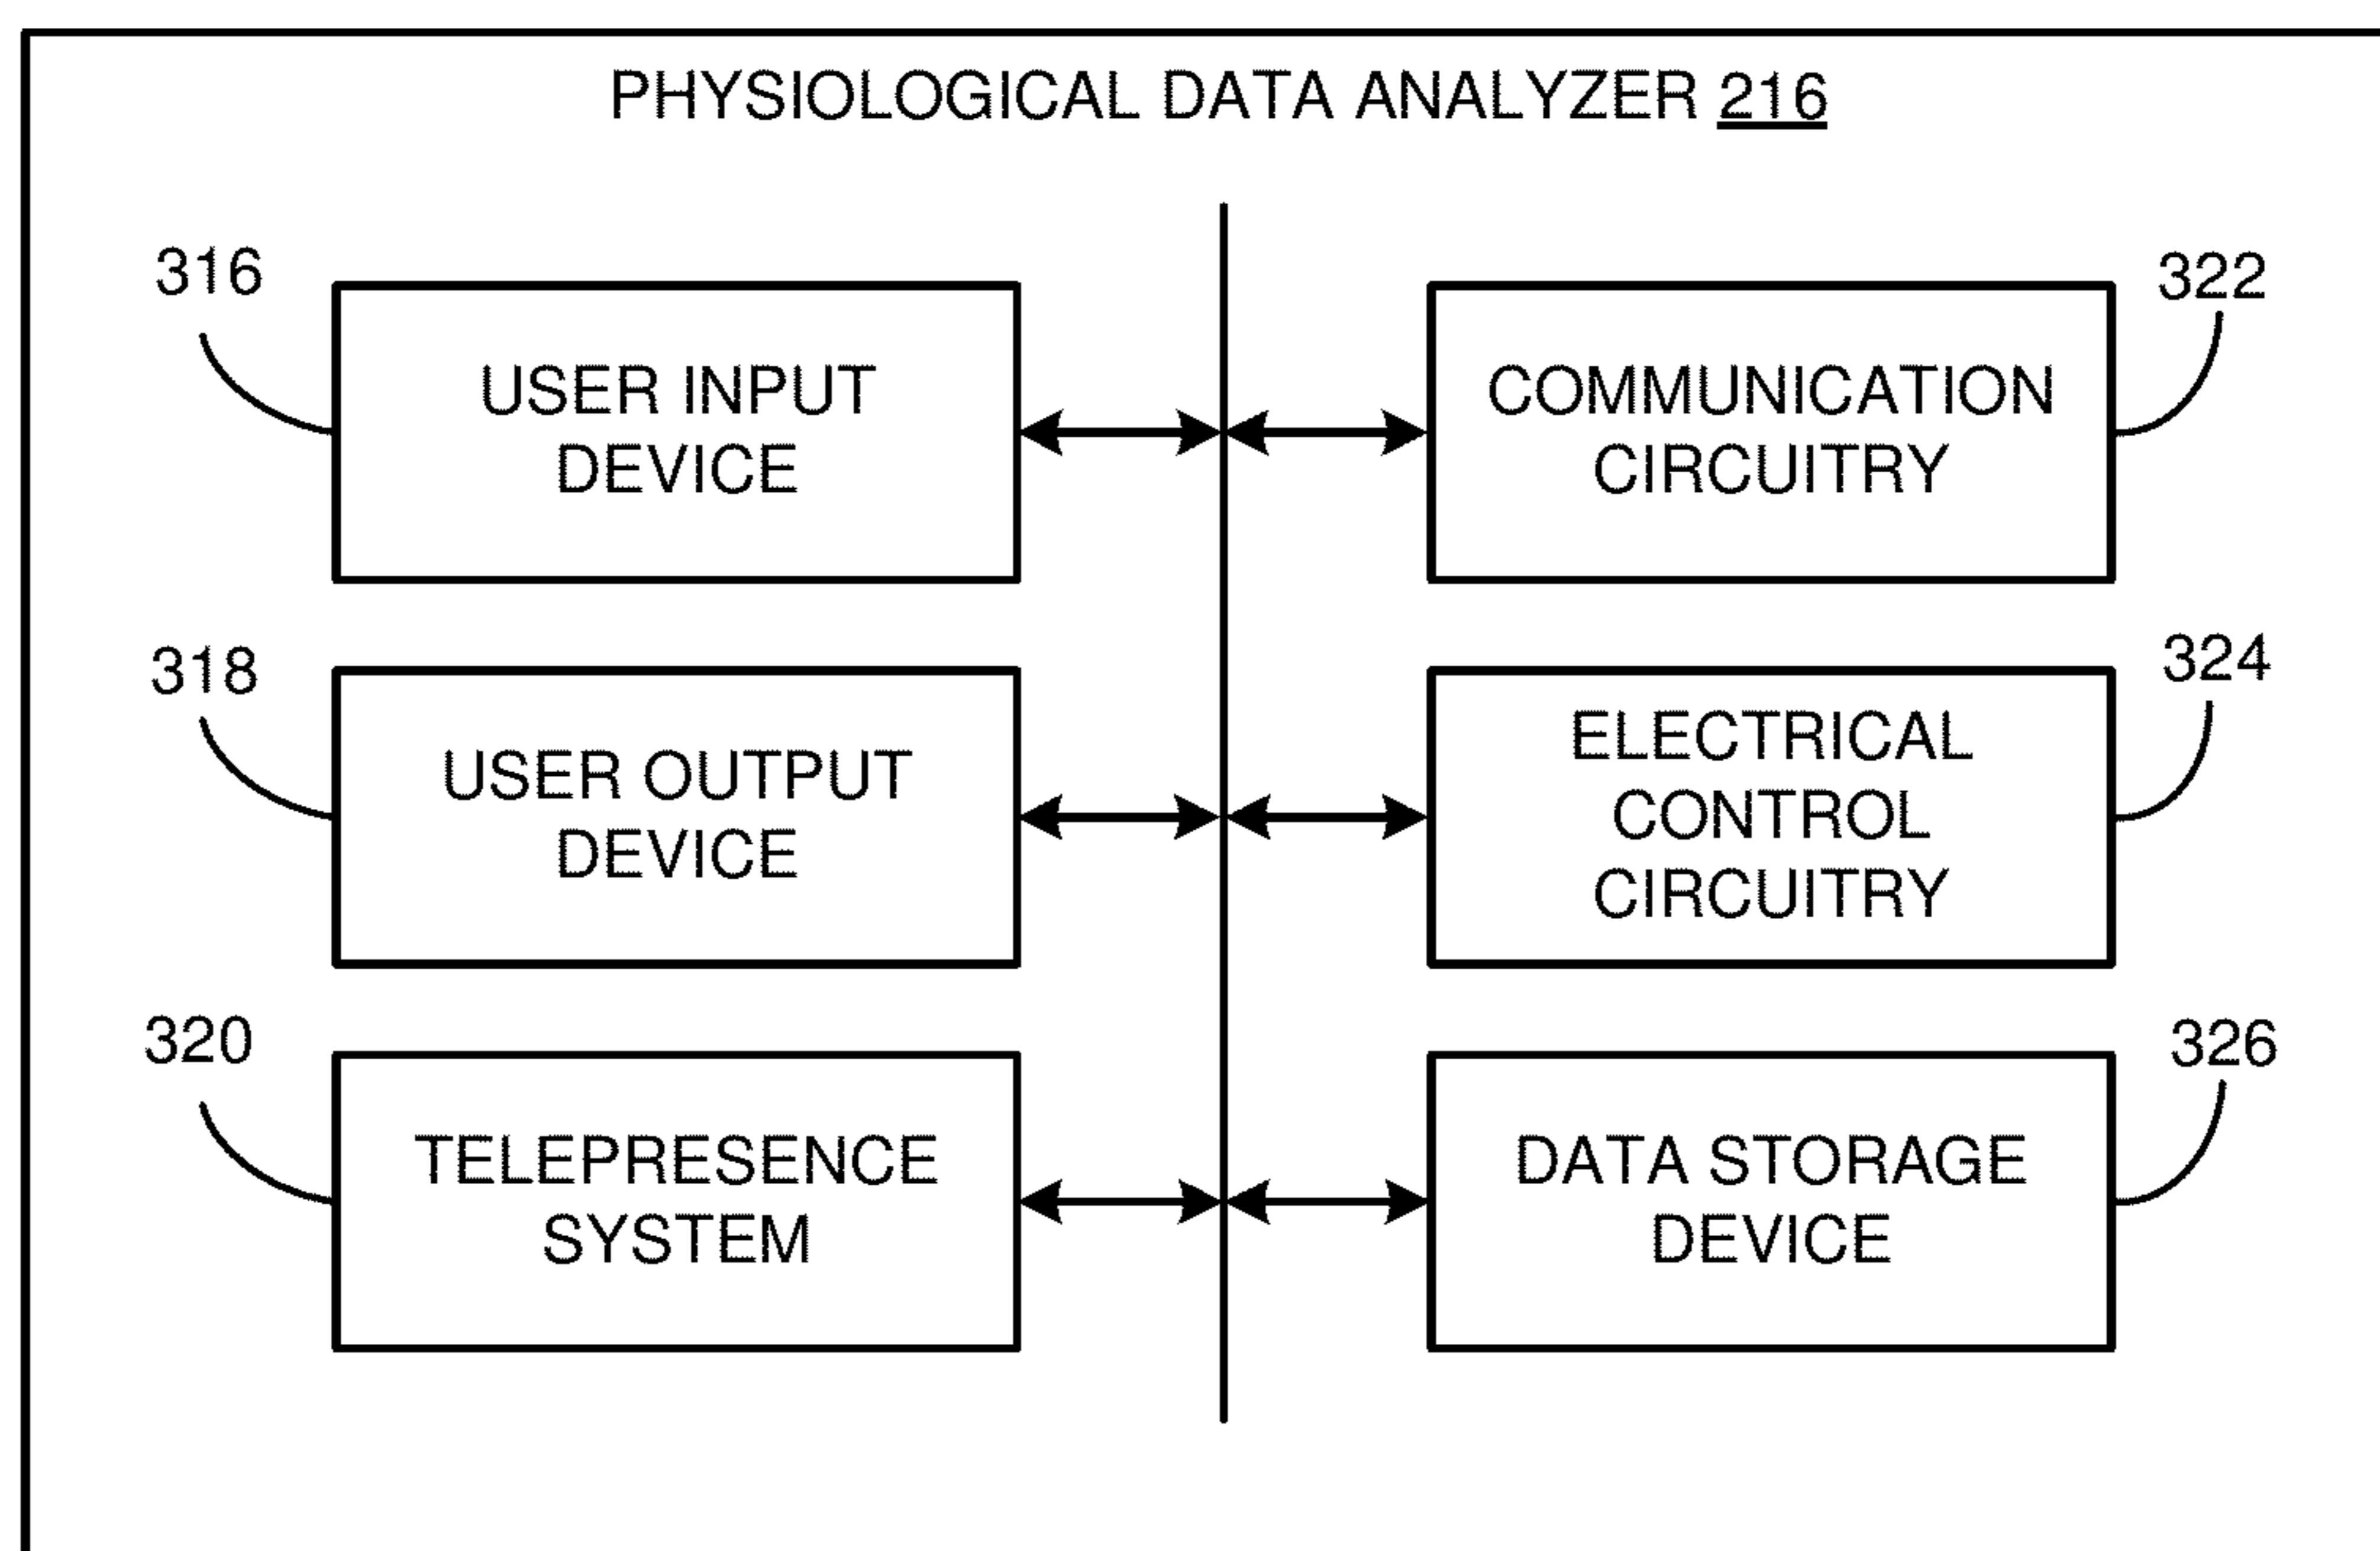 PHYSIOLOGICAL DATA ANALYZER 216
316
USER INPUT
DEVICE
322
COMMUNICATION
CIRCUITRY
318
USER OUTPUT
DEVICE
324
ELECTRICAL
CONTROL
CIRCUITRY
320
TELEPRESENCE
SYSTEM
326
DATA STORAGE
DEVICE